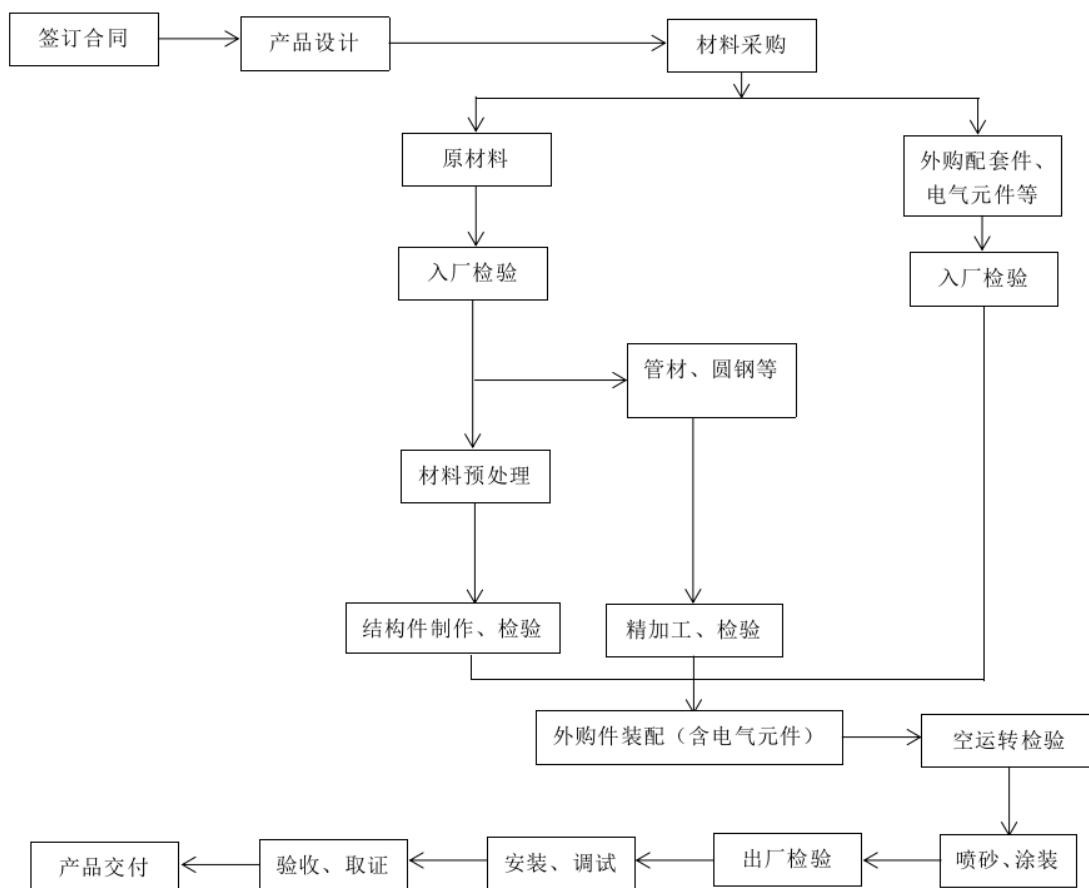 签订合同
产品设计
材料采购
原材料
外购配套件、
电气元件等
入厂检验
入厂检验
管材、圆钢等
材料预处理
结构件制作、检验
精加工、检验
外购件装配（含电气元件）
空运转检验
喷砂、涂装
出厂检验
安装、调试
验收、取证
产品交付